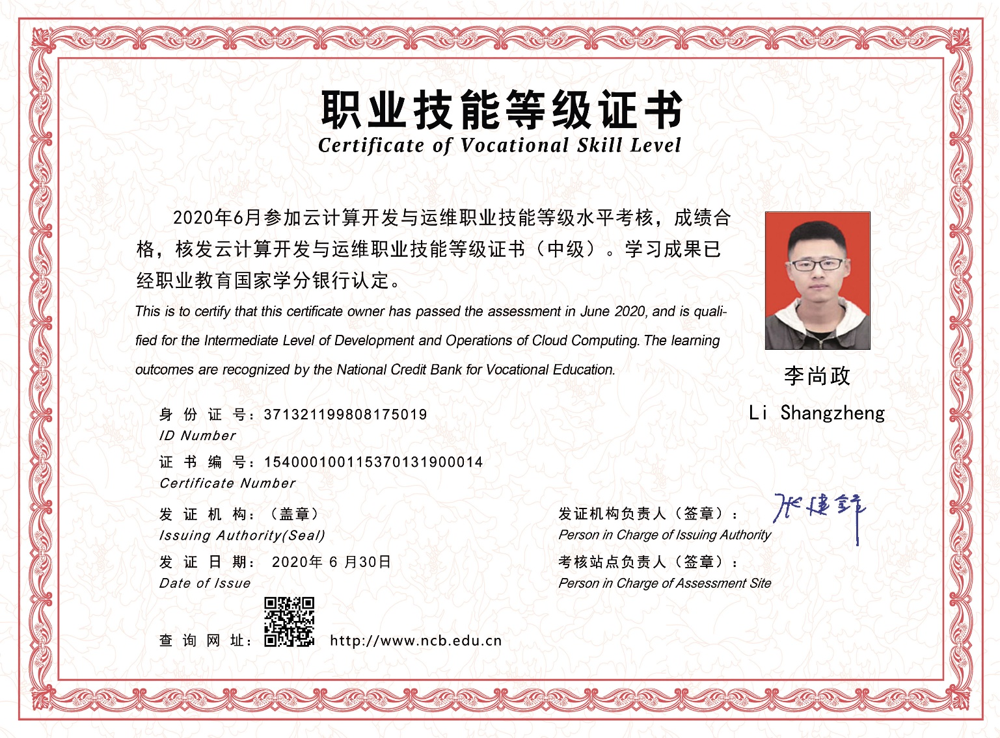 职业技能等级证书
Certificate of Vocational Skill Level
2020年6月参加云计算开发与运维职业技能等级水平考核，成绩合
格，核发云计算开发与运维职业技能等级证书（中级）。学习成果已
经职业教育国家学分银行认定。
This is to certify that this certificate owner has passed the assessment in June 2020, and is quali-
fied for the Intermediate Level of Development and Operations of Cloud Computing. The learning
outcomes are recognized by the National Credit Bank for Vocational Education.
李尚政
Li Shangzheng
身 份 证 号：371321199808175019
ID Number
证 书 编 号：154000100115370131900014
Certificate Number
发 证 机 构：（盖章）
Issuing Authority(Seal)
发证机构负责人（签章）：
Person in Charge of Issuing Authority
发 证 日 期： 2020年 6 月30日
Date of Issue
考核站点负责人（签章）：
Person in Charge of Assessment Site
查 询 网 址： http://www.ncb.edu.cn